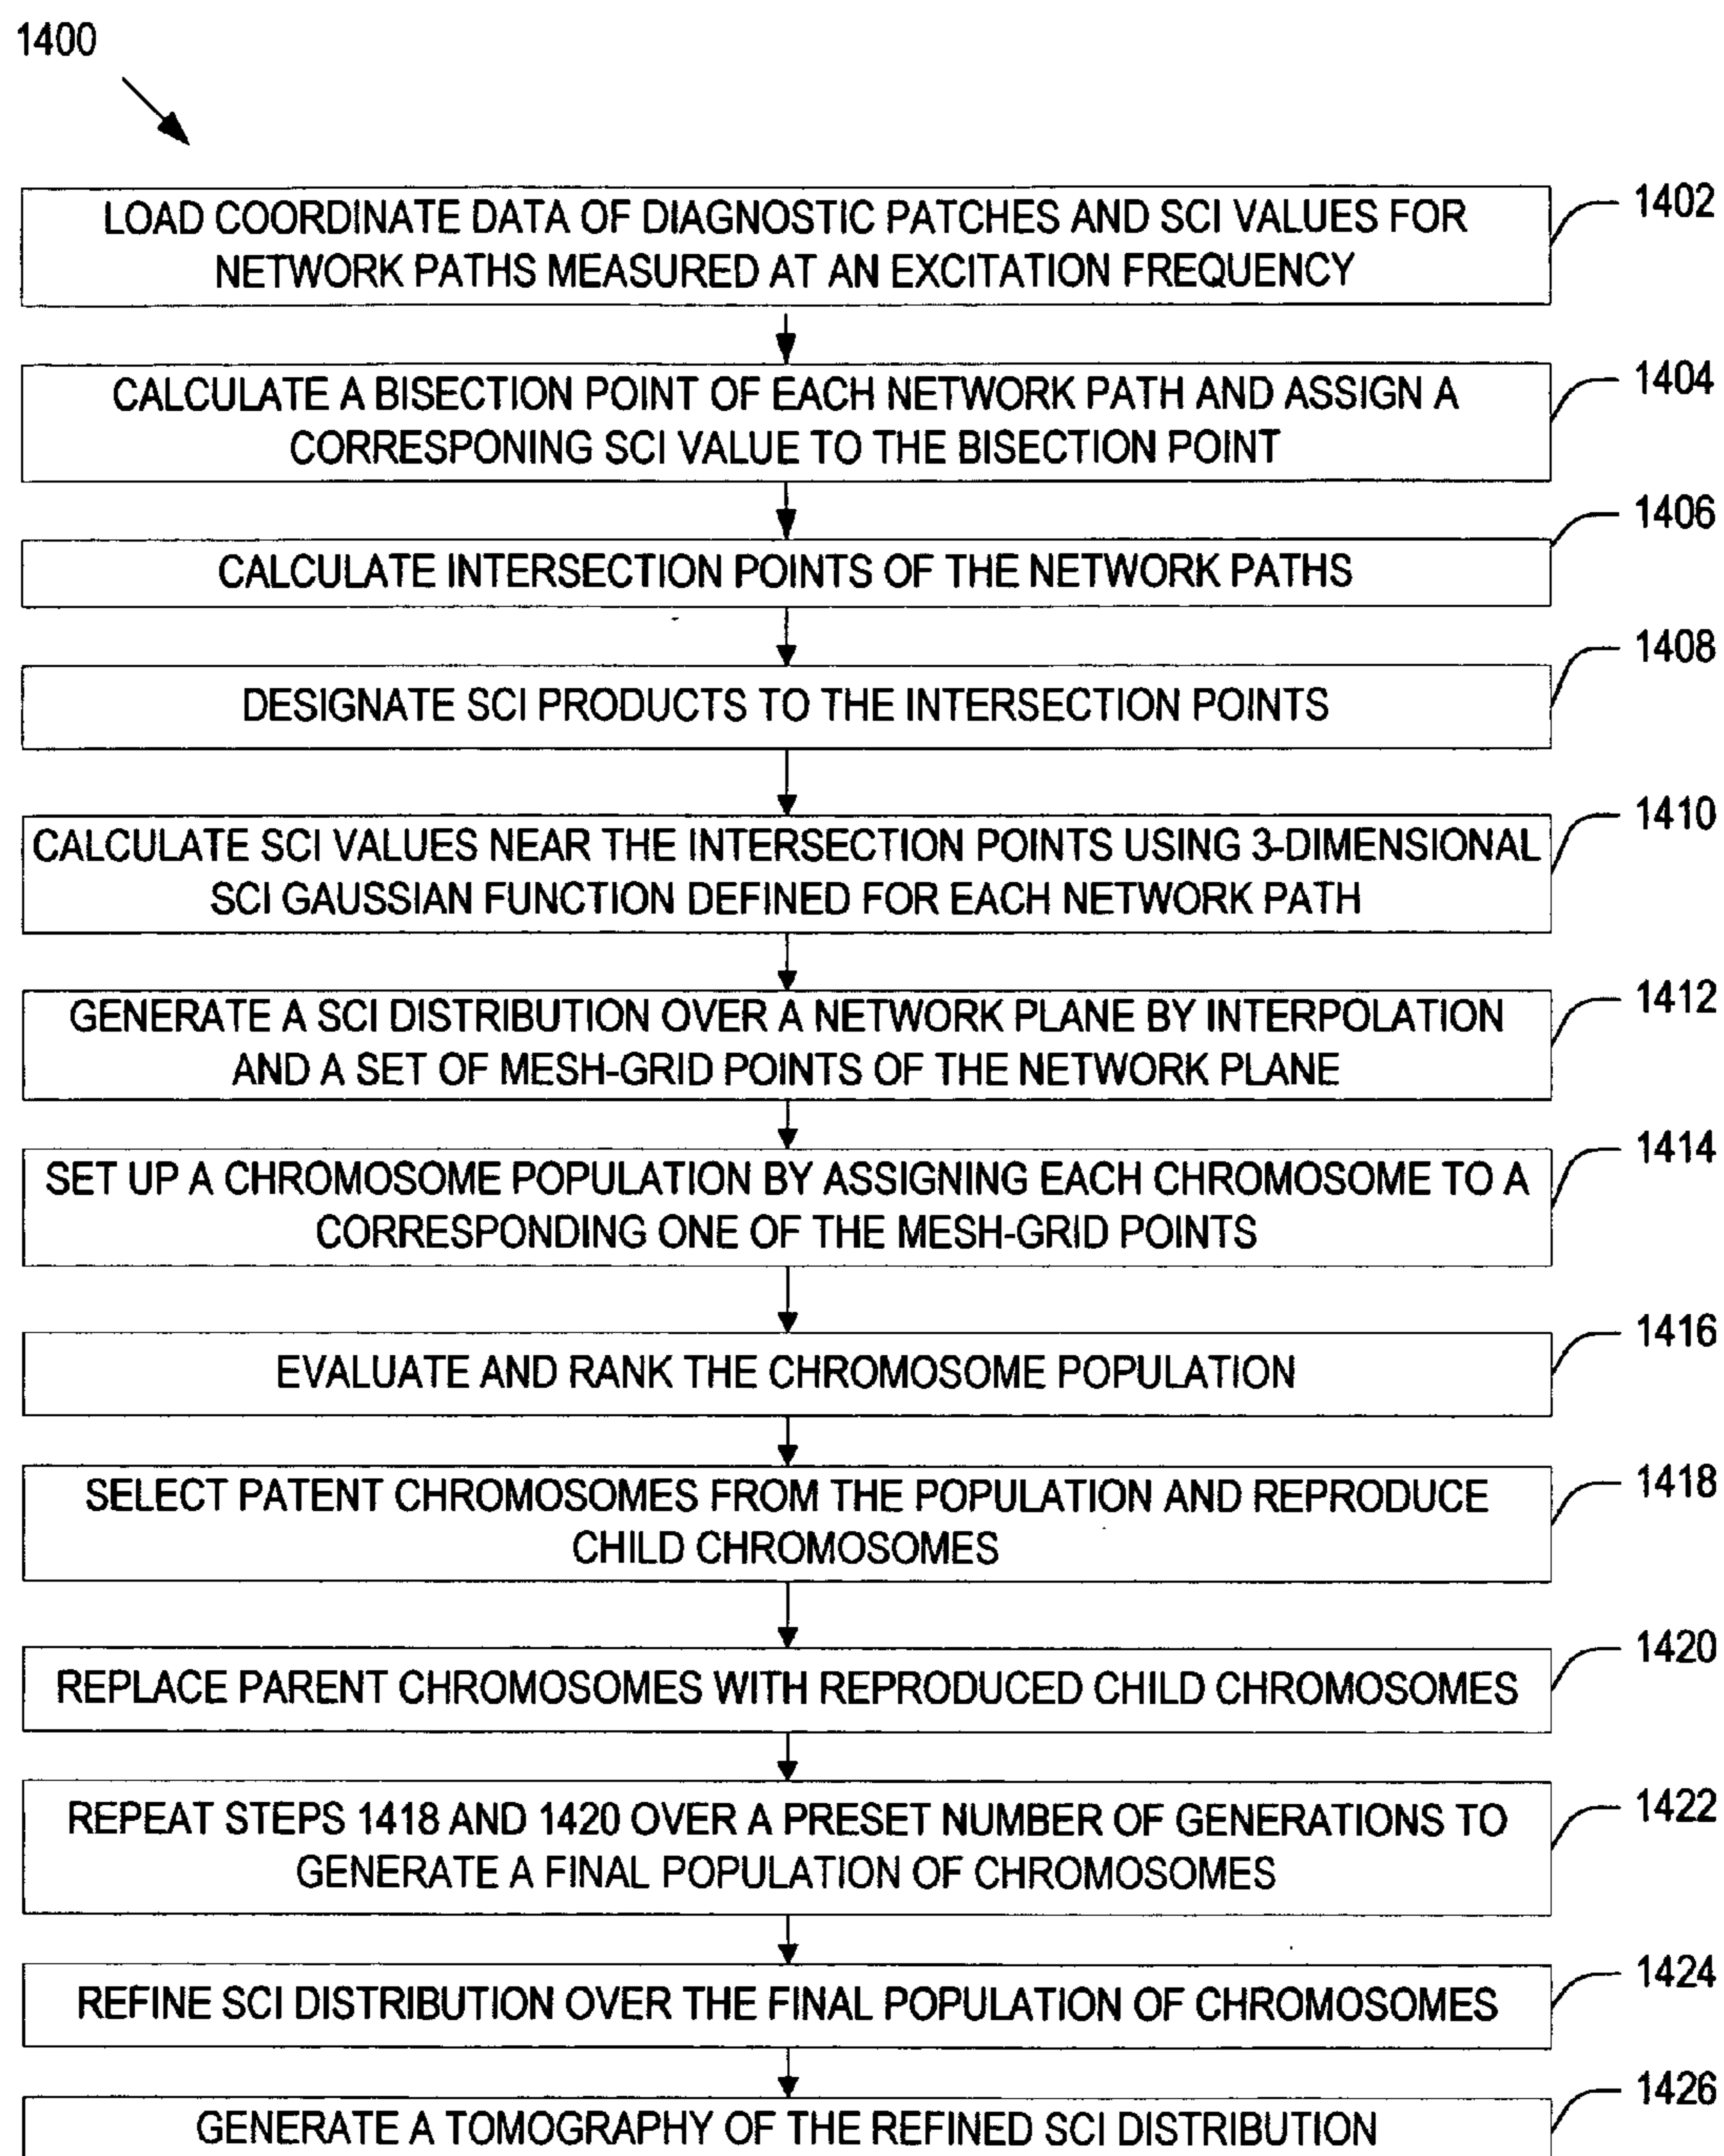 1400
LOAD COORDINATE DATA OF DIAGNOSTIC PATCHES AND SCI VALUES FOR
NETWORK PATHS MEASURED AT AN EXCITATION FREQUENCY
1402
CALCULATE A BISECTION POINT OF EACH NETWORK PATH AND ASSIGN A
CORRESPONING SCI VALUE TO THE BISECTION POINT
1404
CALCULATE INTERSECTION POINTS OF THE NETWORK PATHS
1406
DESIGNATE SCI PRODUCTS TO THE INTERSECTION POINTS
1408
CALCULATE SCI VALUES NEAR THE INTERSECTION POINTS USING 3-DIMENSIONAL
SCI GAUSSIAN FUNCTION DEFINED FOR EACH NETWORK PATH
1410
GENERATE A SCI DISTRIBUTION OVER A NETWORK PLANE BY INTERPOLATION
AND A SET OF MESH-GRID POINTS OF THE NETWORK PLANE
1412
SET UP A CHROMOSOME POPULATION BY ASSIGNING EACH CHROMOSOME TO A
CORRESPONDING ONE OF THE MESH-GRID POINTS
1414
EVALUATE AND RANK THE CHROMOSOME POPULATION
1416
SELECT PATENT CHROMOSOMES FROM THE POPULATION AND REPRODUCE
CHILD CHROMOSOMES
1418
REPLACE PARENT CHROMOSOMES WITH REPRODUCED CHILD CHROMOSOMES
1420
REPEAT STEPS 1418 AND 1420 OVER A PRESET NUMBER OF GENERATIONS TO
GENERATE A FINAL POPULATION OF CHROMOSOMES
1422
REFINE SCI DISTRIBUTION OVER THE FINAL POPULATION OF CHROMOSOMES
1424
GENERATE A TOMOGRAPHY OF THE REFINED SCI DISTRIBUTION
1426